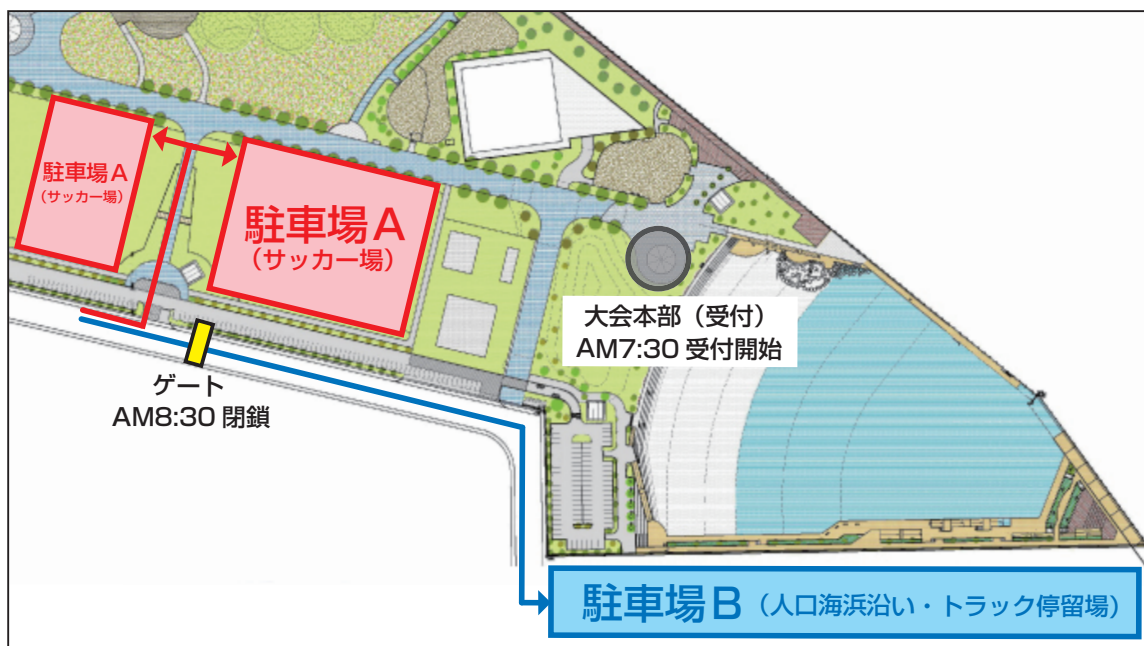 駐車場A
(サッカー場)
駐車場A
(サッカー場)
大会本部（受付）
AM7:30 受付開始
ゲート
AM8:30 閉鎖
駐車場B（人口海浜沿い・トラック停留場）